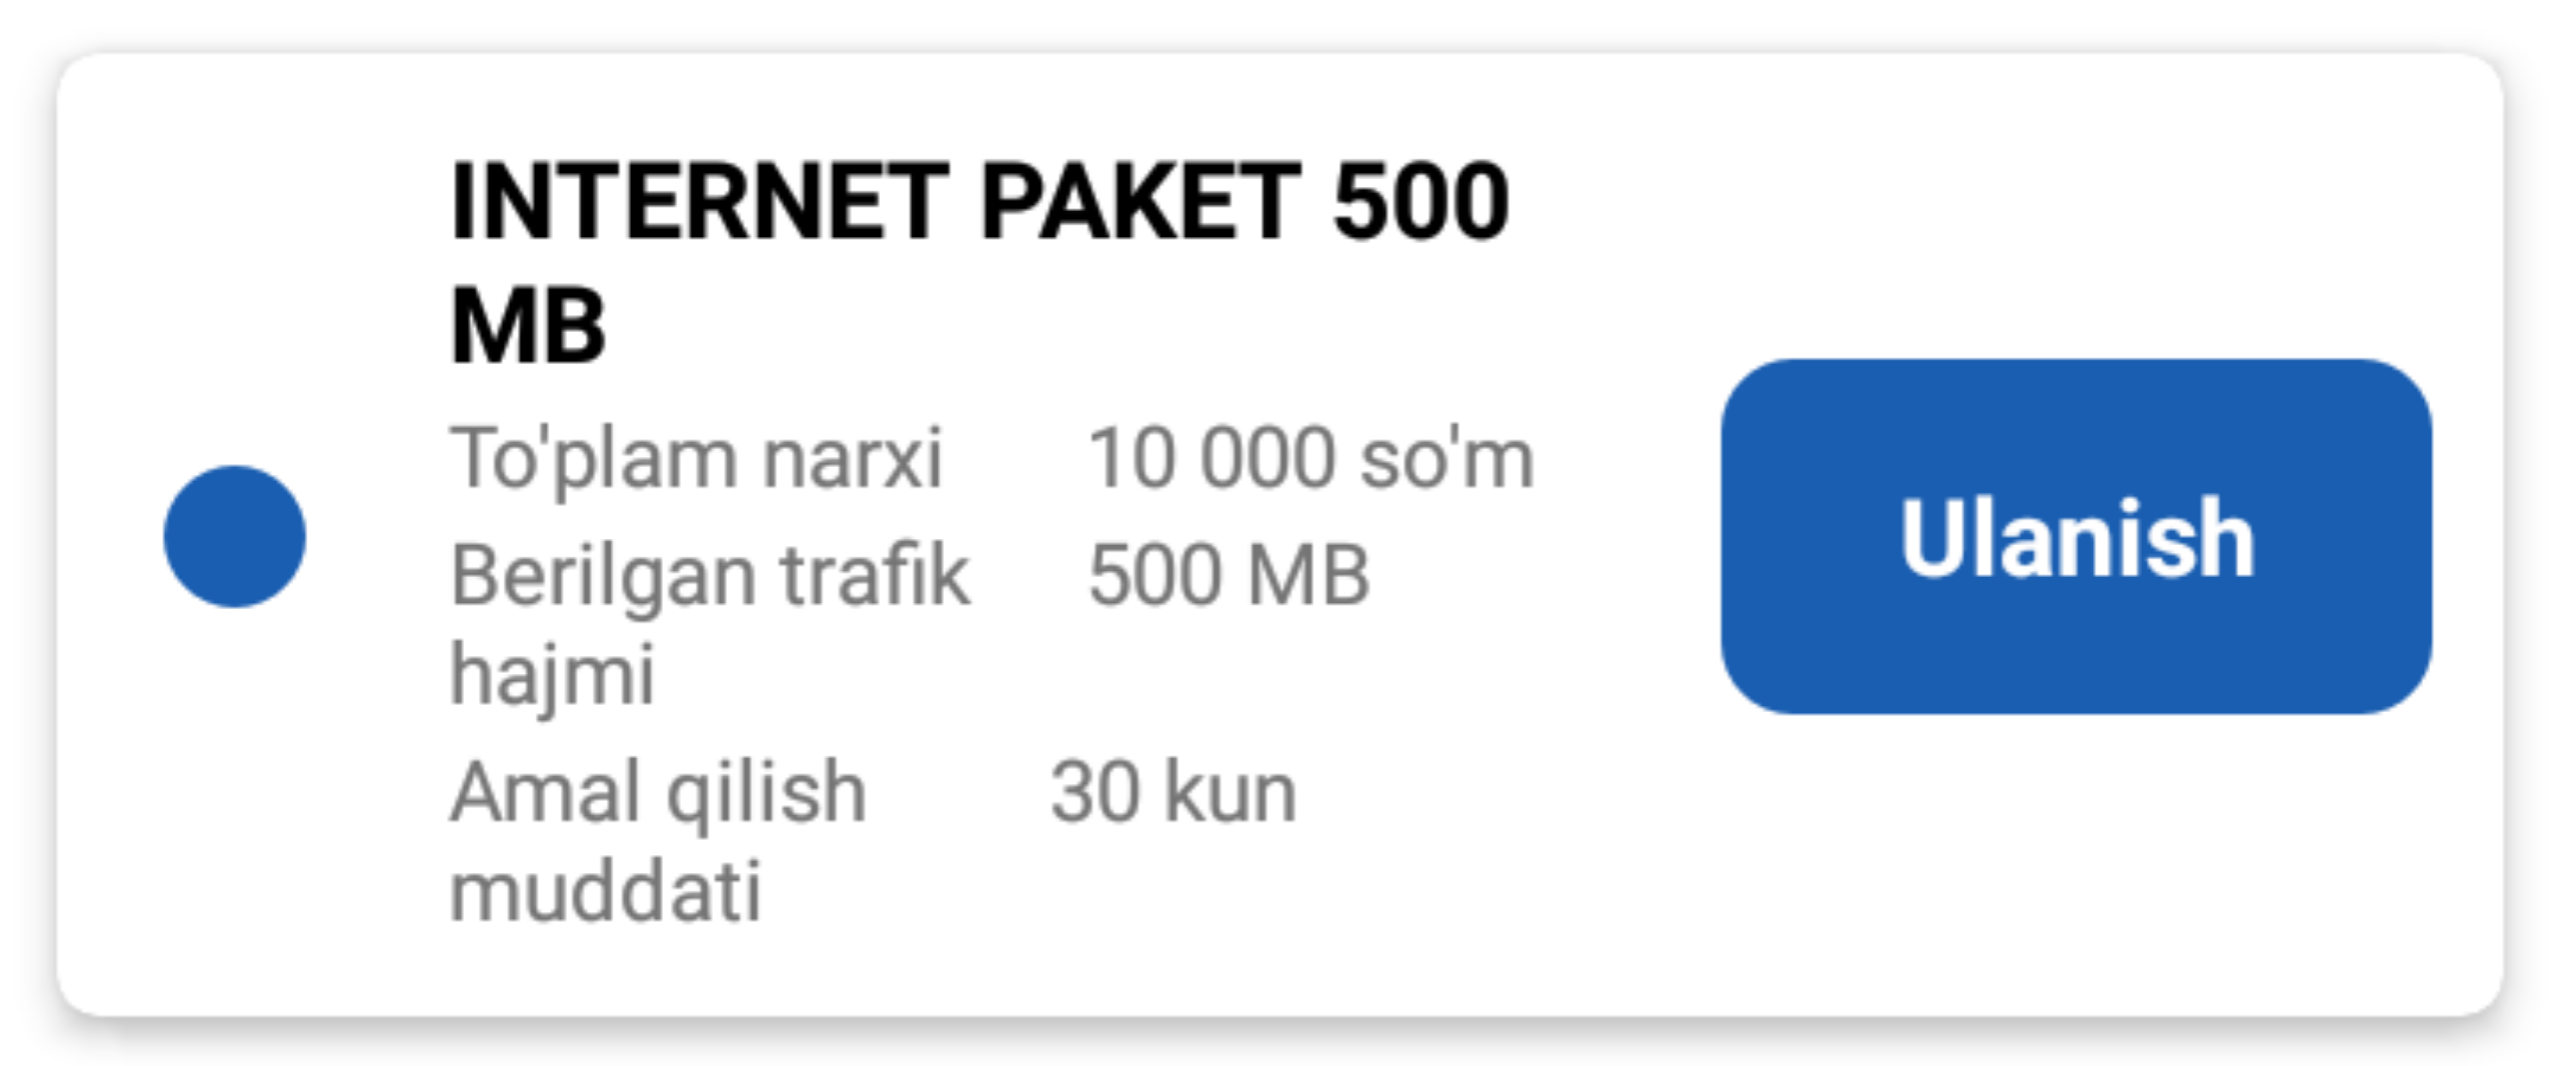 INTERNET PAKET 500
MB
To'plam narxi 10 000 so'm
Berilgan trafik 500 MB
hajmi
Amal qilish 30 kun
muddati
Ulanish